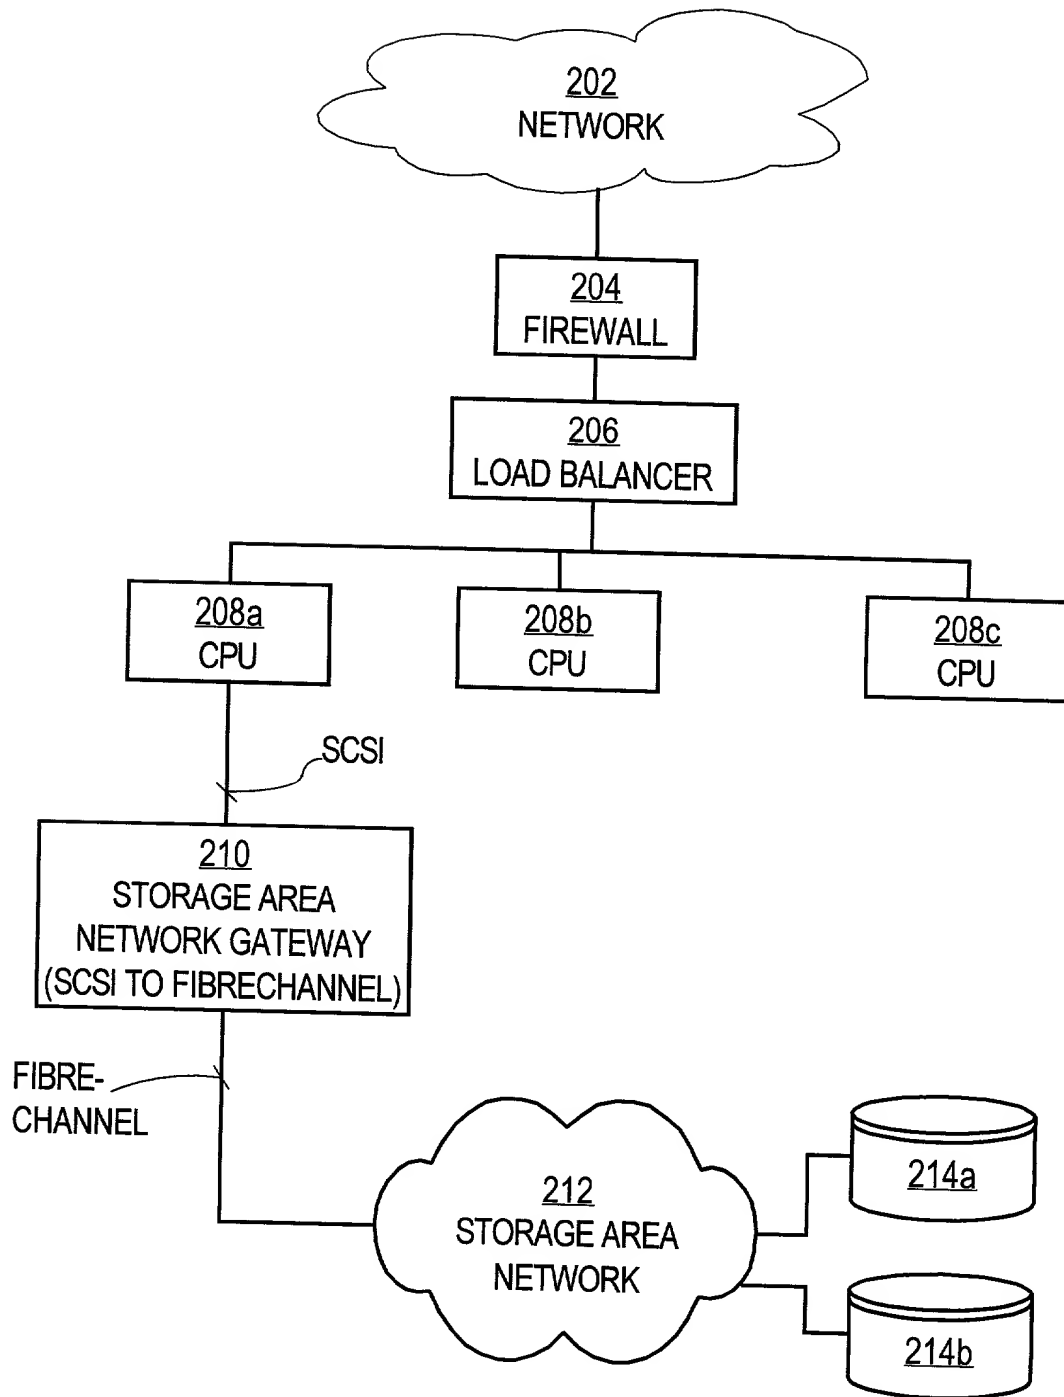 202
NETWORK
204
FIREWALL
206
LOAD BALANCER
208a
CPU
208b
CPU
208c
CPU
SCSI
210
STORAGE AREA
NETWORK GATEWAY
(SCSI TO FIBRECHANNEL)
FIBRE-
CHANNEL
212
STORAGE AREA
NETWORK
214a
214b